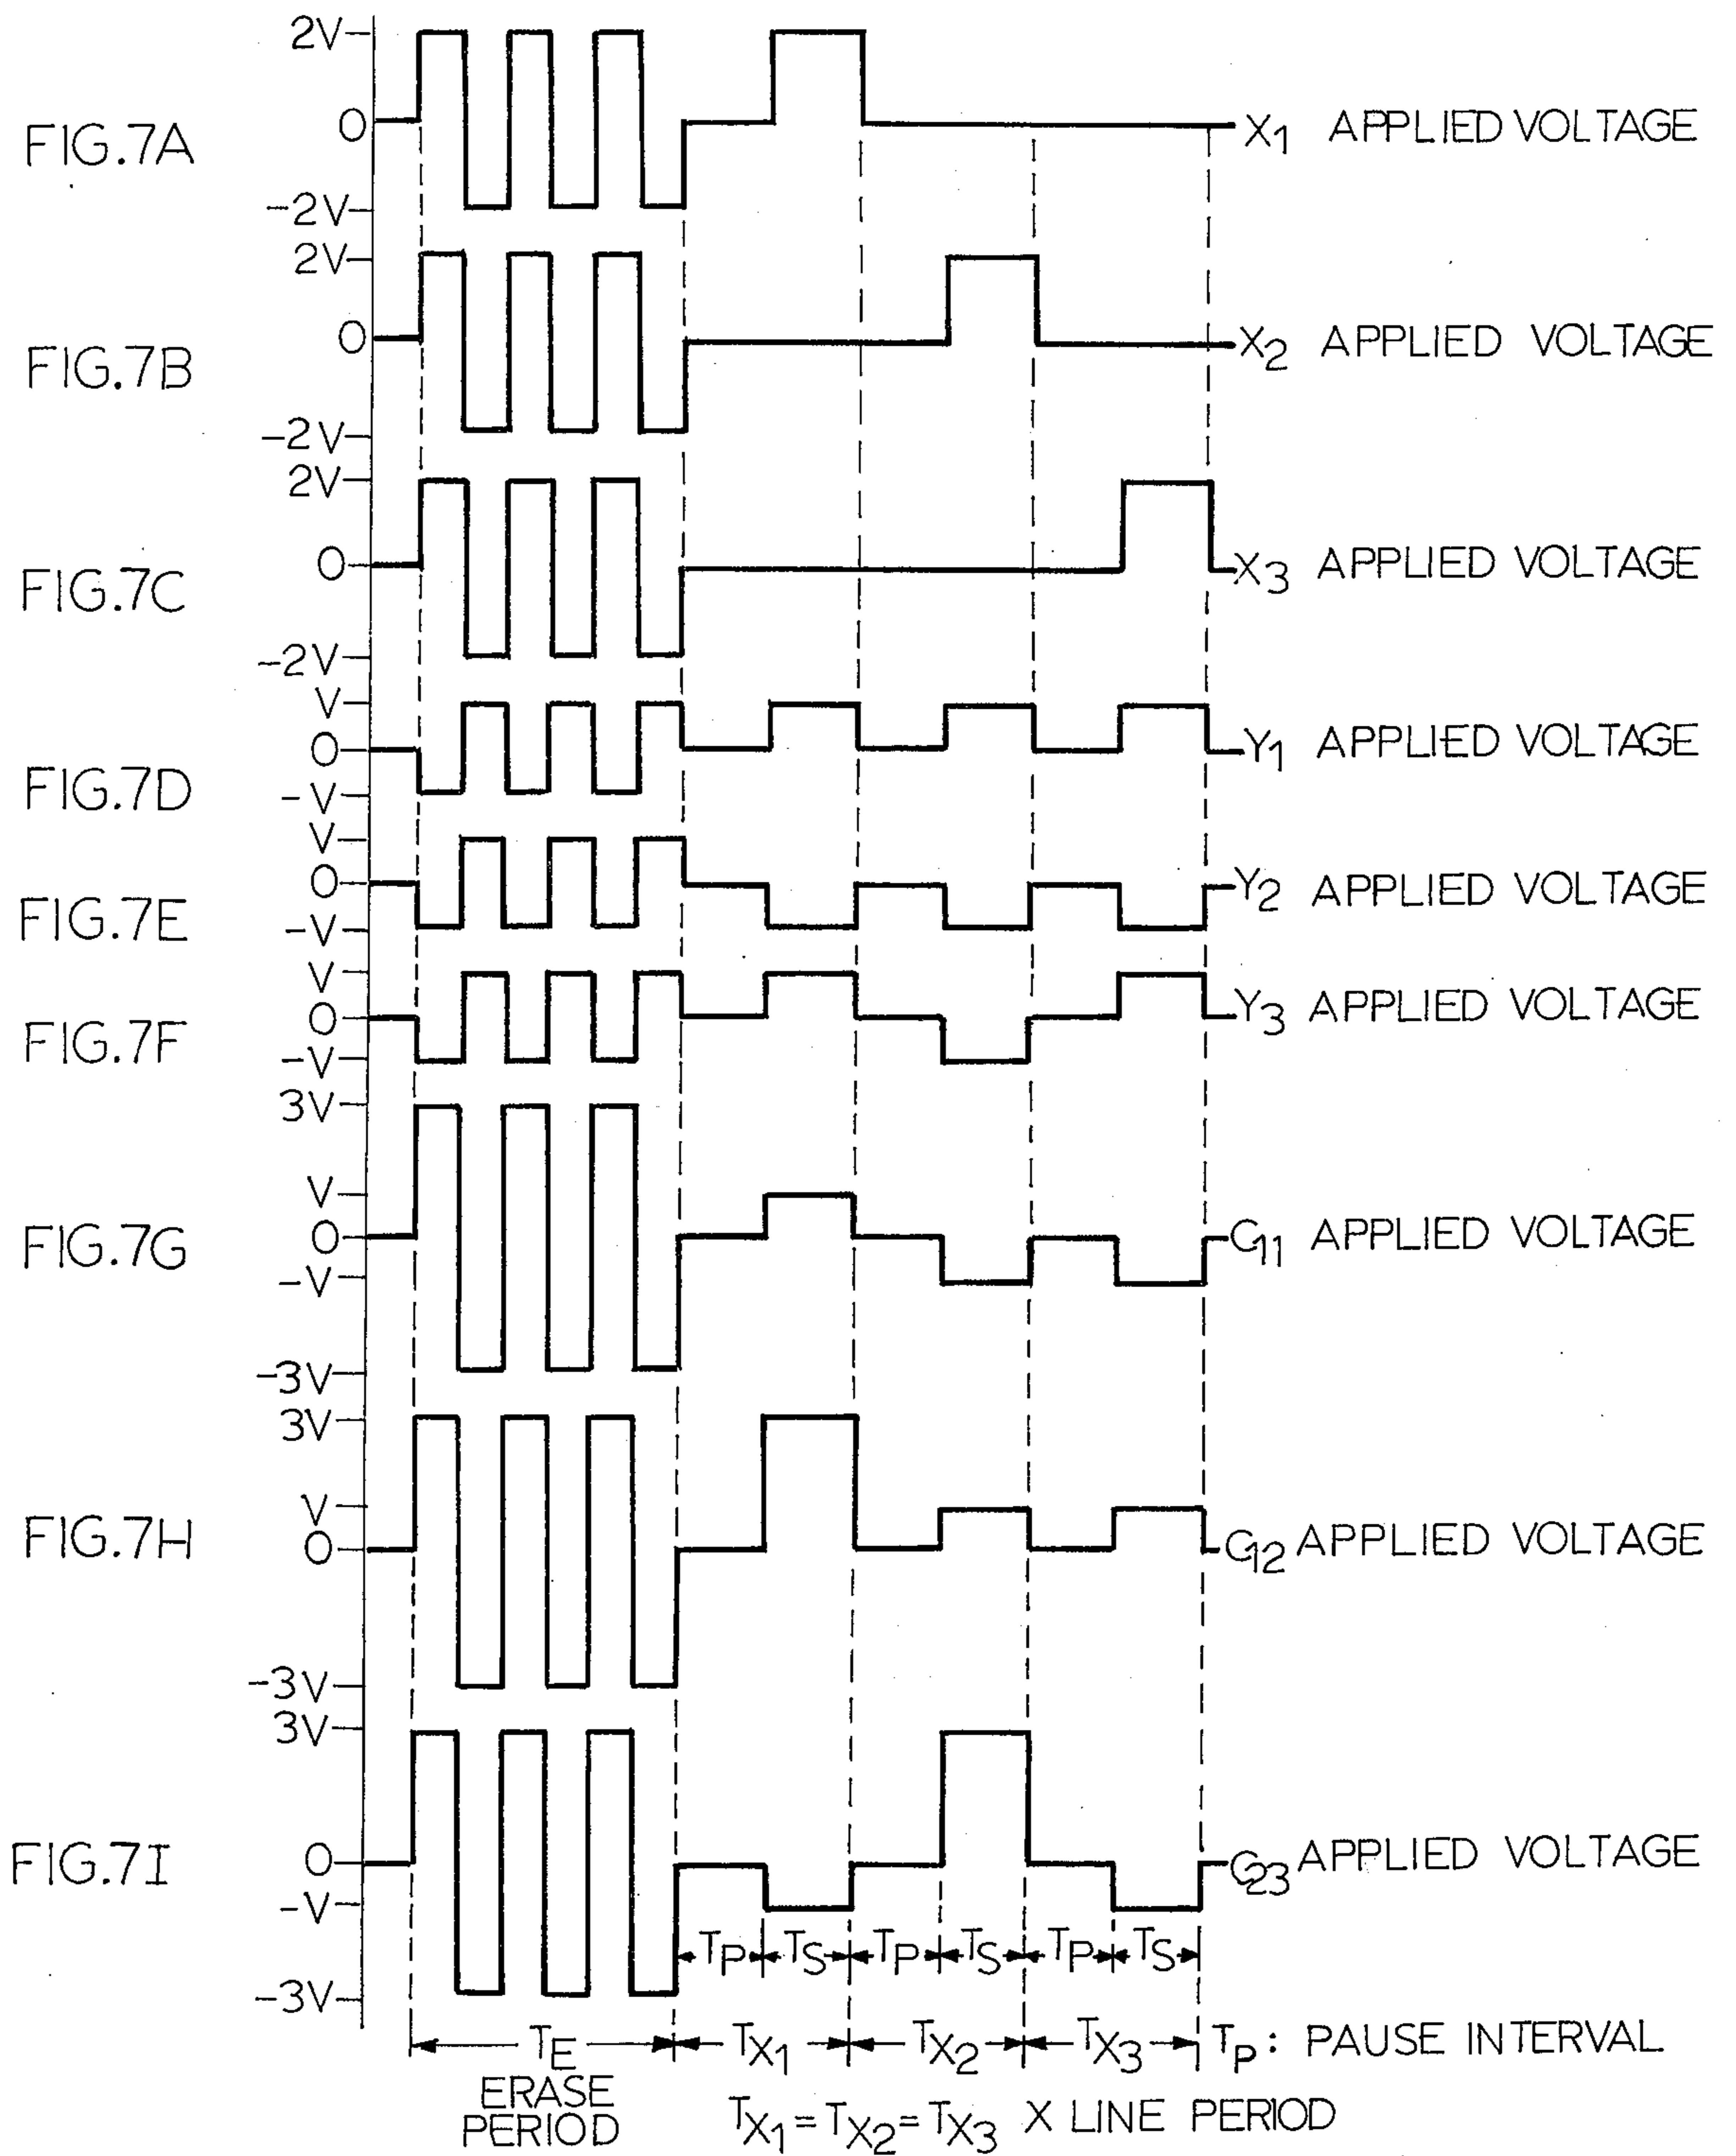 2V
FIG.7A
0
X1 APPLIED VOLTAGE
-2V
2V
FIG.7B
0
X2 APPLIED VOLTAGE
-2V
2V
FIG.7C
0
X3 APPLIED VOLTAGE
-2V
V
0
Y1 APPLIED VOLTAGE
FIG.7D
-V
V
0
Y2 APPLIED VOLTAGE
FIG.7E
-V
V
0
Y3 APPLIED VOLTAGE
FIG.7F
-V
3V
V
FIG.7G
0
C11 APPLIED VOLTAGE
-V
-3V
3V
V
FIG.7H
0
C12 APPLIED VOLTAGE
-3V
3V
FIG.7I
0
C23 APPLIED VOLTAGE
-V
TP TS TP TS TP TS
-3V
TE TX1 TX2 TX3 TP: PAUSE INTERVAL
ERASE
PERIOD
TX1=TX2=TX3 X LINE PERIOD